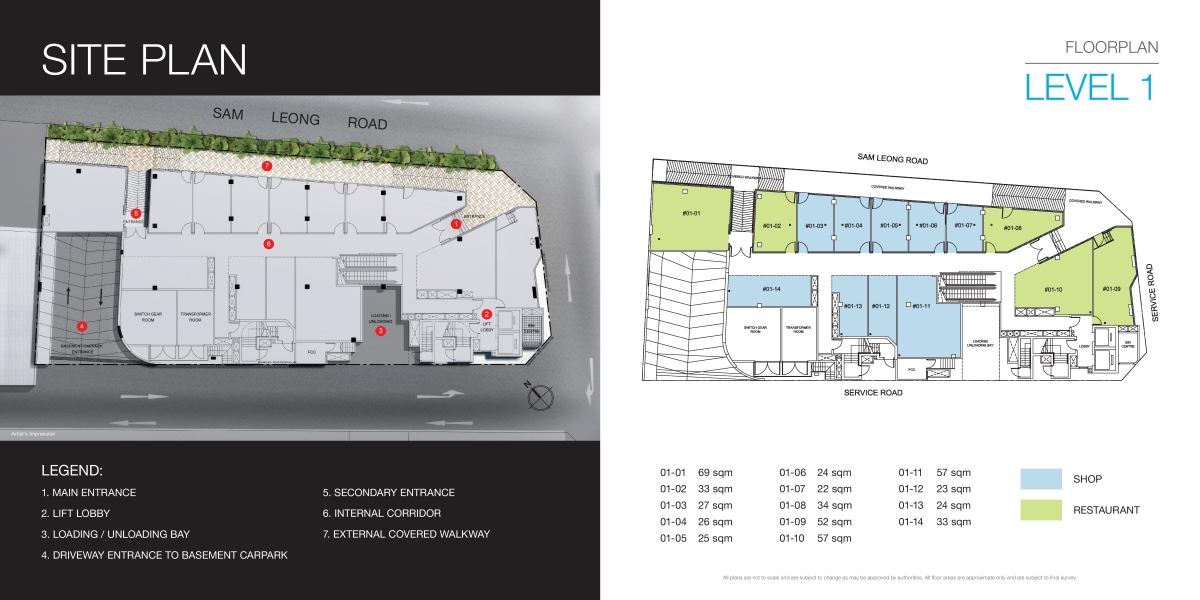 SITE PLAN
SAM LEONG ROAD
7
5
ENTRANCE
1
ENTRANCE
6
SWITCH GEAR ROOM
TRANSFORMER ROOM
LOADING / UNLOADING
3
2
LIFT LOBBY
BIN CENTRE
4
BASEMENT CARPARK ENTRANCE
FCC
N
Artist's Impression
LEGEND:
1. MAIN ENTRANCE
2. LIFT LOBBY
3. LOADING / UNLOADING BAY
4. DRIVEWAY ENTRANCE TO BASEMENT CARPARK
5. SECONDARY ENTRANCE
6. INTERNAL CORRIDOR
7. EXTERNAL COVERED WALKWAY
FLOORPLAN
LEVEL 1
SAM LEONG ROAD
COVERED WALKWAY
COVERED WALKWAY
COVERED WALKWAY
#01-01
#01-02
#01-03
#01-04
#01-05
#01-06
#01-07
#01-08
#01-14
#01-13
#01-12
#01-11
#01-10
#01-09
SWITCH GEAR ROOM
TRANSFORMER ROOM
LOADING/ UNLOADING BAY
LOBBY
BIN CENTRE
FCC
SERVICE ROAD
SERVICE ROAD
01-01 69 sqm
01-02 33 sqm
01-03 27 sqm
01-04 26 sqm
01-05 25 sqm
01-06 24 sqm
01-07 22 sqm
01-08 34 sqm
01-09 52 sqm
01-10 57 sqm
01-11 57 sqm
01-12 23 sqm
01-13 24 sqm
01-14 33 sqm
SHOP
RESTAURANT
All plans are not to scale and are subject to change as may be approved by authorities. All floor areas are approximate only and are subject to final survey.